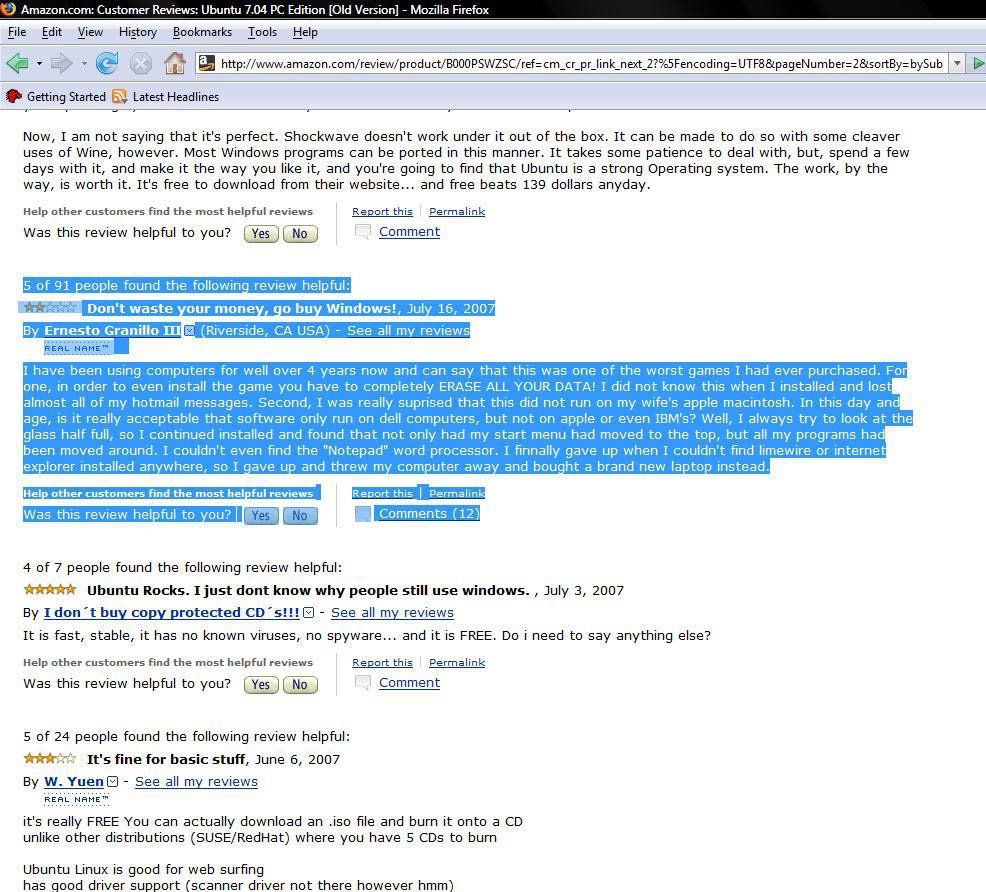 Amazon.com: Customer Reviews: Ubuntu 7.04 PC Edition [Old Version] - Mozilla Firefox
File Edit View History Bookmarks Tools Help
http://www.amazon.com/review/product/B000PSWZSC/ref=cm_cr_pr_link_next_2?%5Fencoding=UTF8&pageNumber=2&sortBy=bySub
Getting Started Latest Headlines
Now, I am not saying that it's perfect. Shockwave doesn't work under it out of the box. It can be made to do so with some cleaver
uses of Wine, however. Most Windows programs can be ported in this manner. It takes some patience to deal with, but, spend a few
days with it, and make it the way you like it, and you're going to find that Ubuntu is a strong Operating system. The work, by the
way, is worth it. It's free to download from their website... and free beats 139 dollars anyday.
Help other customers find the most helpful reviews Report this | Permalink
Was this review helpful to you? Yes No Comment
5 of 91 people found the following review helpful:
Don't waste your money, go buy Windows!, July 16, 2007
By Ernesto Granillo III (Riverside, CA USA) - See all my reviews
REAL NAME™
I have been using computers for well over 4 years now and can say that this was one of the worst games I had ever purchased. For
one, in order to even install the game you have to completely ERASE ALL YOUR DATA! I did not know this when I installed and lost
almost all of my hotmail messages. Second, I was really suprised that this did not run on my wife's apple macintosh. In this day and
age, is it really acceptable that software only run on dell computers, but not on apple or even IBM's? Well, I always try to look at the
glass half full, so I continued installed and found that not only had my start menu had moved to the top, but all my programs had
been moved around. I couldn't even find the "Notepad" word processor. I finnally gave up when I couldn't find limewire or internet
explorer installed anywhere, so I gave up and threw my computer away and bought a brand new laptop instead.
Help other customers find the most helpful reviews Report this | Permalink
Was this review helpful to you? Yes No Comments (12)
4 of 7 people found the following review helpful:
Ubuntu Rocks. I just dont know why people still use windows. , July 3, 2007
By I don´t buy copy protected CD´s!!! - See all my reviews
It is fast, stable, it has no known viruses, no spyware... and it is FREE. Do i need to say anything else?
Help other customers find the most helpful reviews Report this | Permalink
Was this review helpful to you? Yes No Comment
5 of 24 people found the following review helpful:
It's fine for basic stuff, June 6, 2007
By W. Yuen - See all my reviews
REAL NAME™
it's really FREE You can actually download an .iso file and burn it onto a CD
unlike other distributions (SUSE/RedHat) where you have 5 CDs to burn
Ubuntu Linux is good for web surfing
has good driver support (scanner driver not there however hmm)